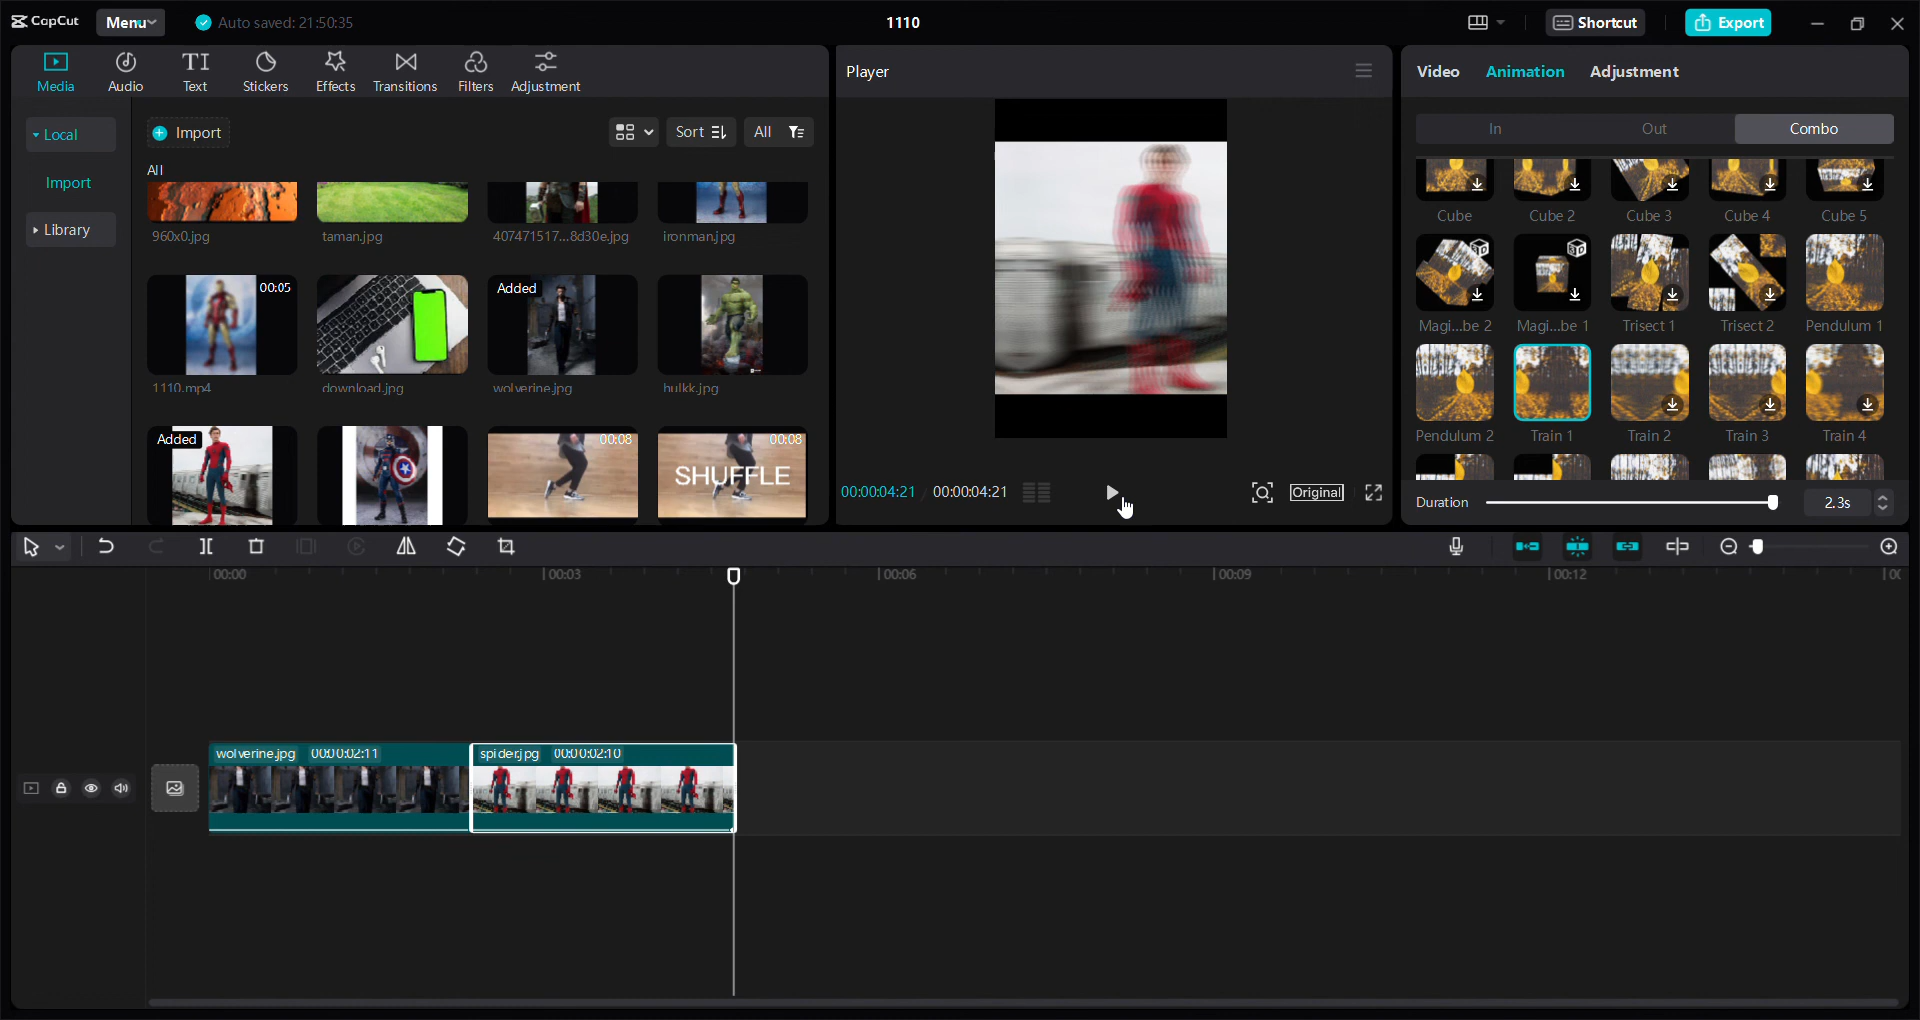 CapCut
Menu
Auto saved: 21:50:35
1110
Shortcut
Export
Media
Audio
Text
Stickers
Effects
Transitions
Filters
Adjustment
Local
Import
Library
Import
Sort
All
All
960x0.jpg
taman.jpg
407471517...8d30e.jpg
ironman.jpg
00:05
1110.mp4
download.jpg
Added
wolverine.jpg
hulkk.jpg
Added
00:08
00:08
SHUFFLE
Player
00:00:04:21 / 00:00:04:21
Original
Video
Animation
Adjustment
In
Out
Combo
Cube
Cube 2
Cube 3
Cube 4
Cube 5
3D
3D
Magi...be 2
Magi...be 1
Trisect 1
Trisect 2
Pendulum 1
Pendulum 2
Train 1
Train 2
Train 3
Train 4
Duration
2.3s
00:00
00:03
00:06
00:09
00:12
wolverine.jpg 00:00:02:11
spider.jpg 00:00:02:10